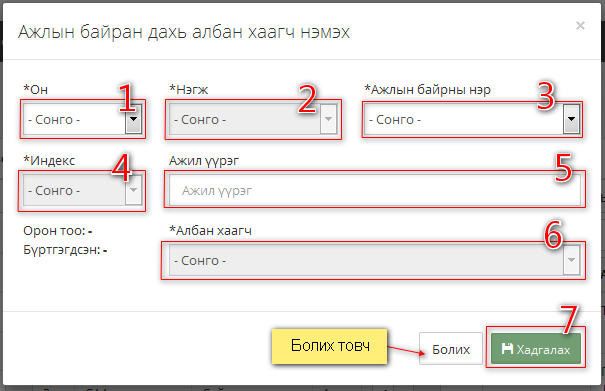 Ажлын байран дахь албан хаагч нэмэх ×
*Он 1 *Нэгж 2 *Ажлын байрны нэр 3
- Сонго - - Сонго - - Сонго -
*Индекс 4 Ажил үүрэг 5
- Сонго - Ажил үүрэг
Орон тоо: - *Албан хаагч 6
Бүртгэгдсэн: - - Сонго -
7
Болих товч Болих Хадгалах